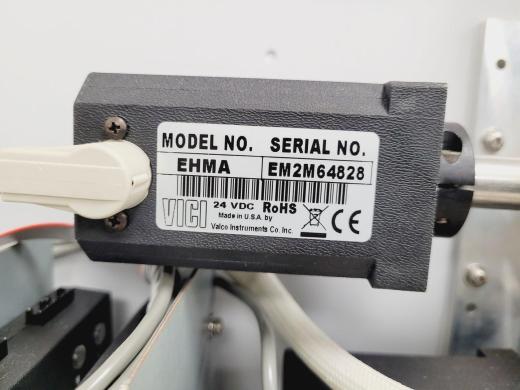 MODEL NO. SERIAL NO.
EHMA EM2M64828
VICI 24 VDC RoHS CE
Made in U.S.A. by
Valco Instruments Co. Inc.